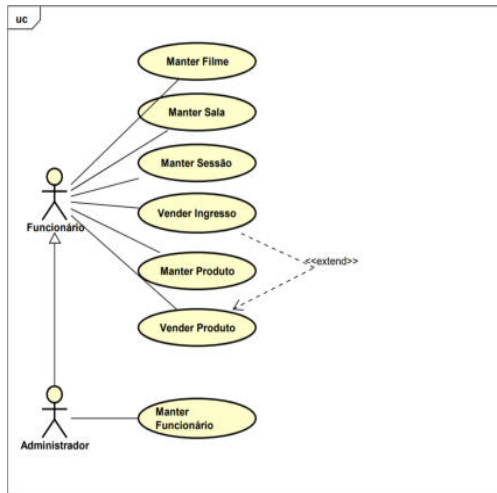 uc
Manter Filme
Manter Sala
Manter Sessão
Vender Ingresso
Funcionário
<<extend>>
Manter Produto
Vender Produto
Manter
Funcionário
Administrador